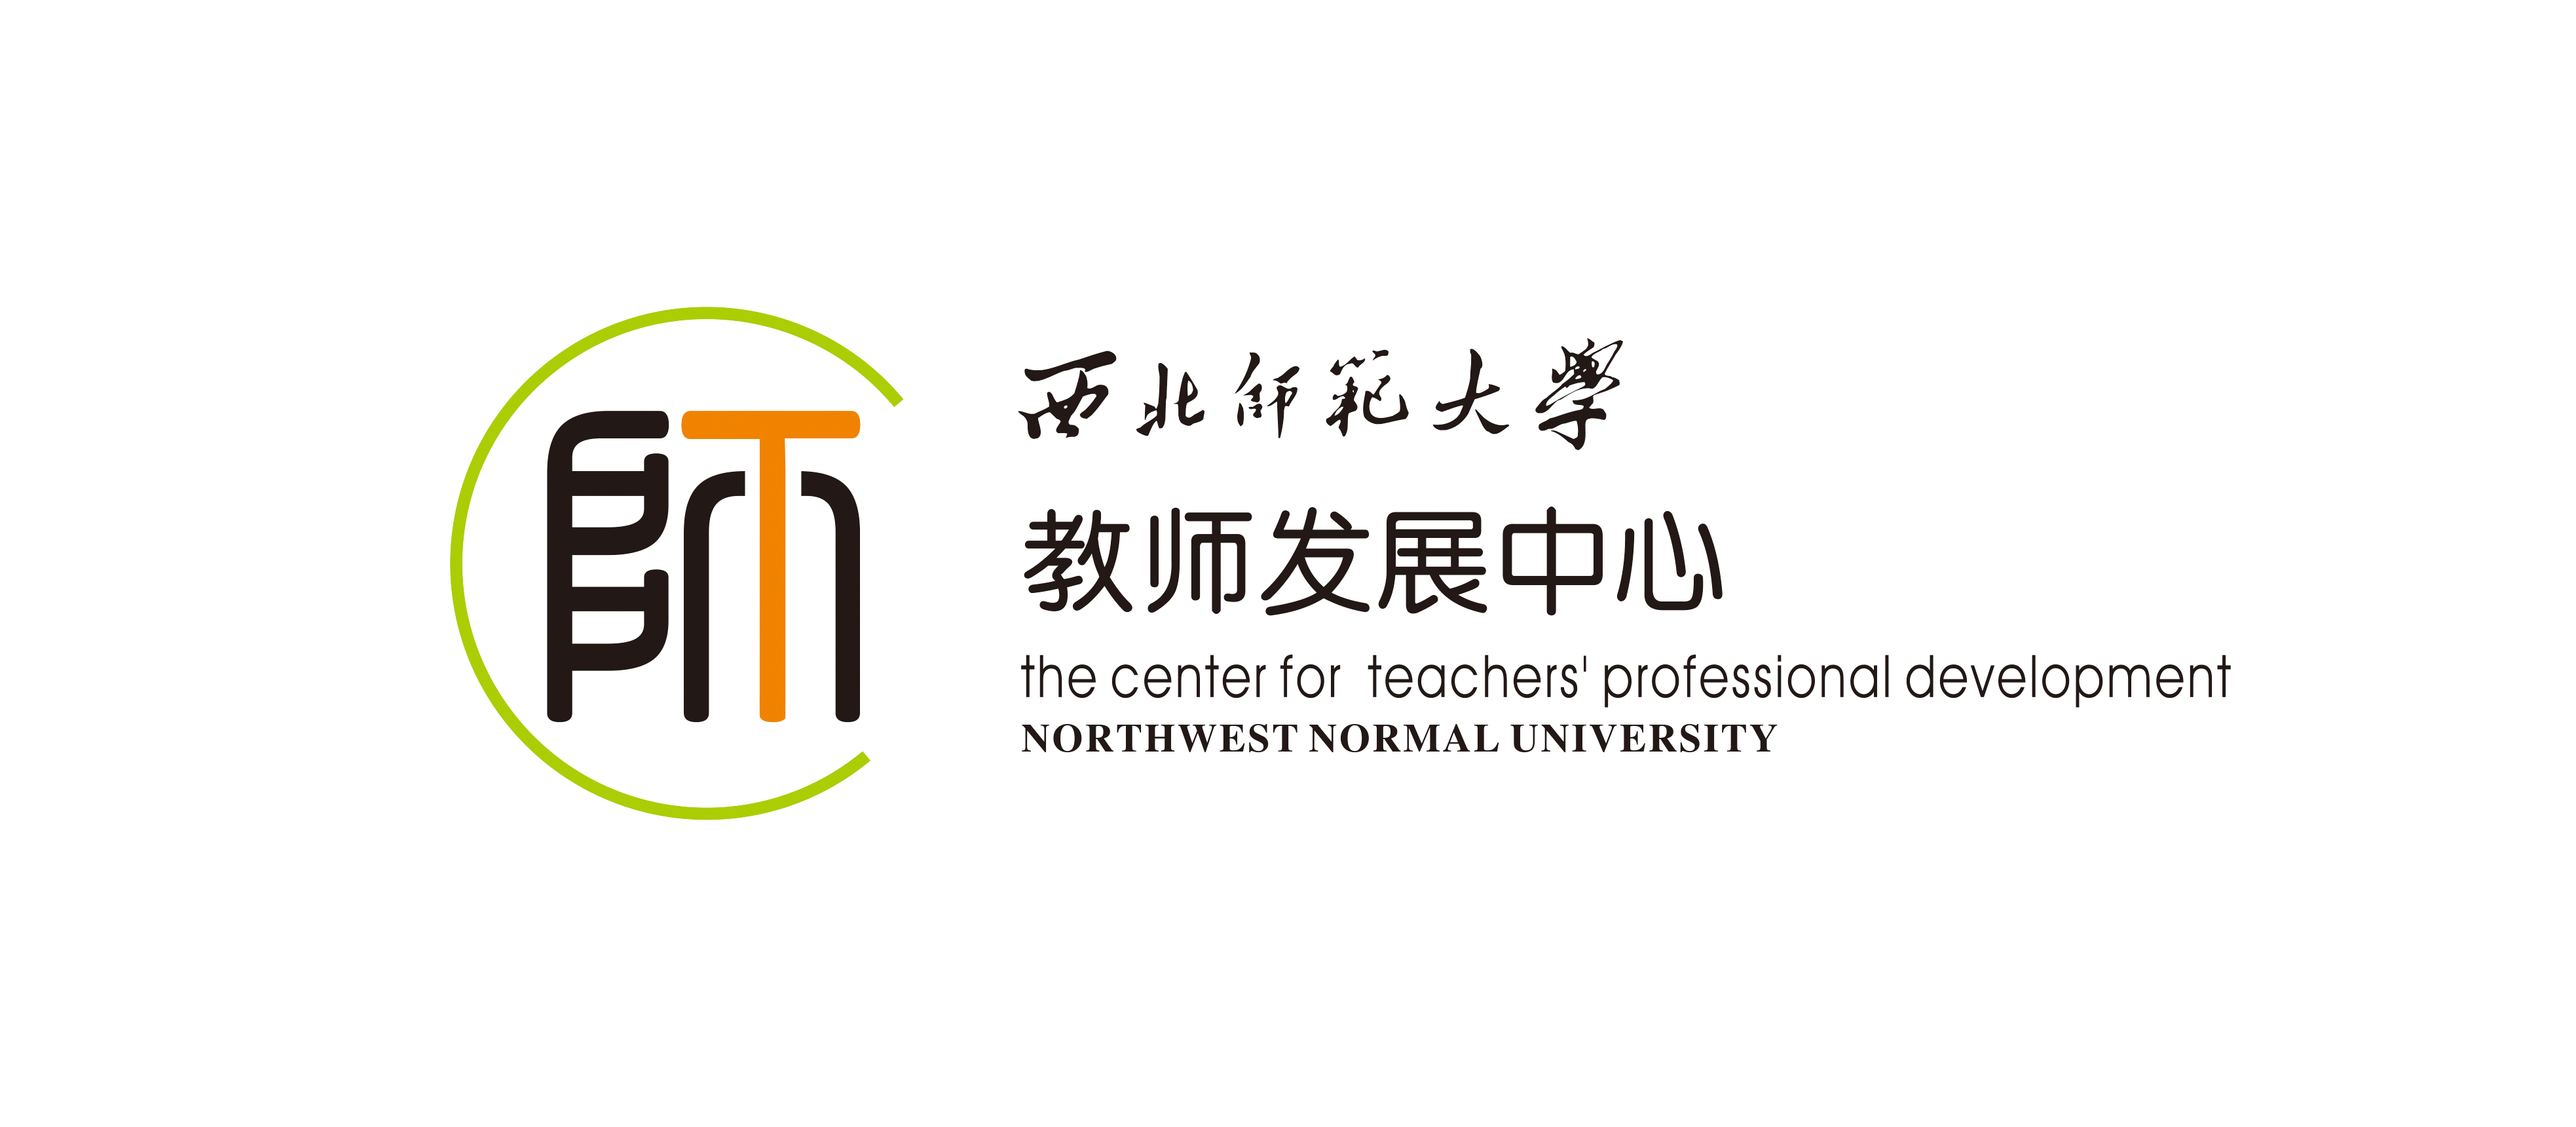 師
西北师範大學
教师发展中心
the center for teachers' professional development
NORTHWEST NORMAL UNIVERSITY